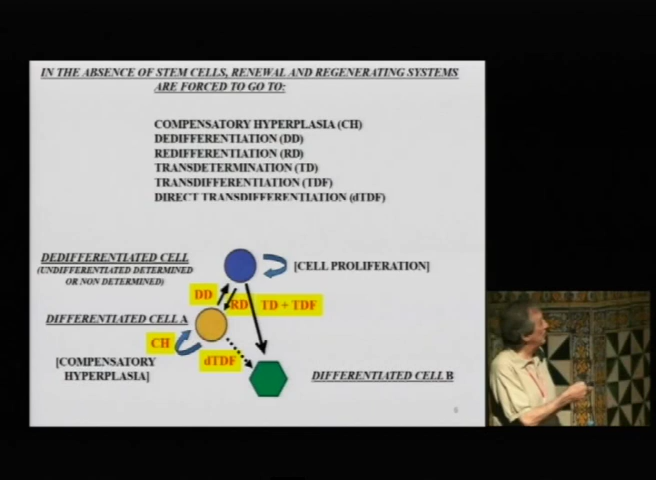 IN THE ABSENCE OF STEM CELLS, RENEWAL AND REGENERATING SYSTEMS
ARE FORCED TO GO TO:
COMPENSATORY HYPERPLASIA (CH)
DEDIFFERENTIATION (DD)
REDIFFERENTIATION (RD)
TRANSDETERMINATION (TD)
TRANSDIFFERENTIATION (TDF)
DIRECT TRANSDIFFERENTIATION (dTDF)
DEDIFFERENTIATED CELL
(UNDIFFERENTIATED DETERMINED
OR NON DETERMINED)
[CELL PROLIFERATION]
DD
RD
TD + TDF
DIFFERENTIATED CELL A
CH
dTDF
[COMPENSATORY
HYPERPLASIA]
DIFFERENTIATED CELL B
6